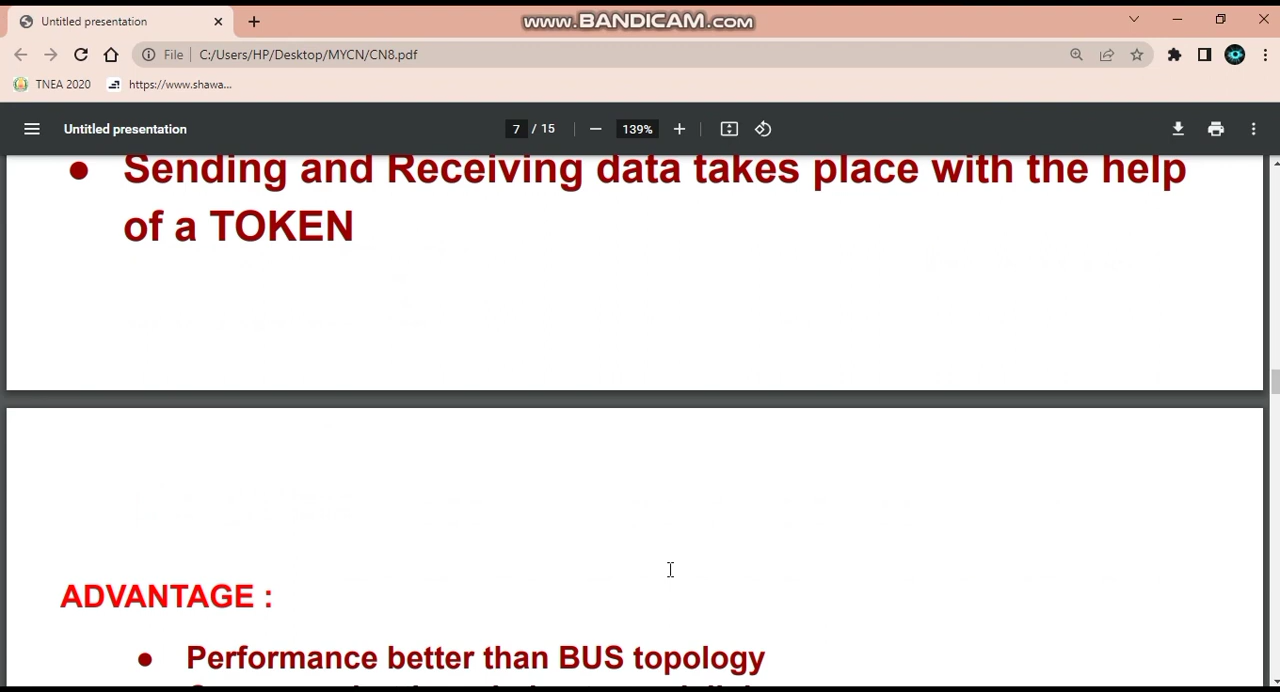 Untitled presentation
www.BANDICAM.com
File C:/Users/HP/Desktop/MYCN/CN8.pdf
TNEA 2020 https://www.shawa...
Untitled presentation 7 / 15 139%
● Sending and Receiving data takes place with the help
of a TOKEN
ADVANTAGE :
● Performance better than BUS topology